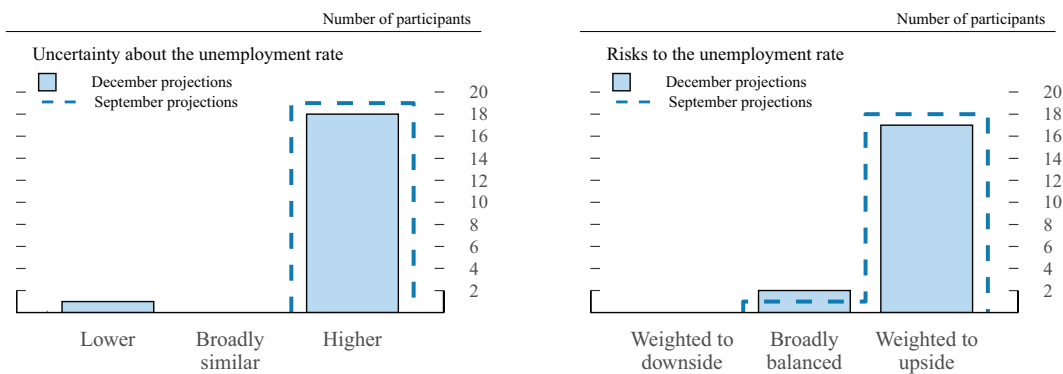 Number of participants
Uncertainty about the unemployment rate
December projections
September projections
20
18
16
14
12
10
8
6
4
2
Lower
Broadly
similar
Higher
Number of participants
Risks to the unemployment rate
December projections
September projections
20
18
16
14
12
10
8
6
4
2
Weighted to
downside
Broadly
balanced
Weighted to
upside